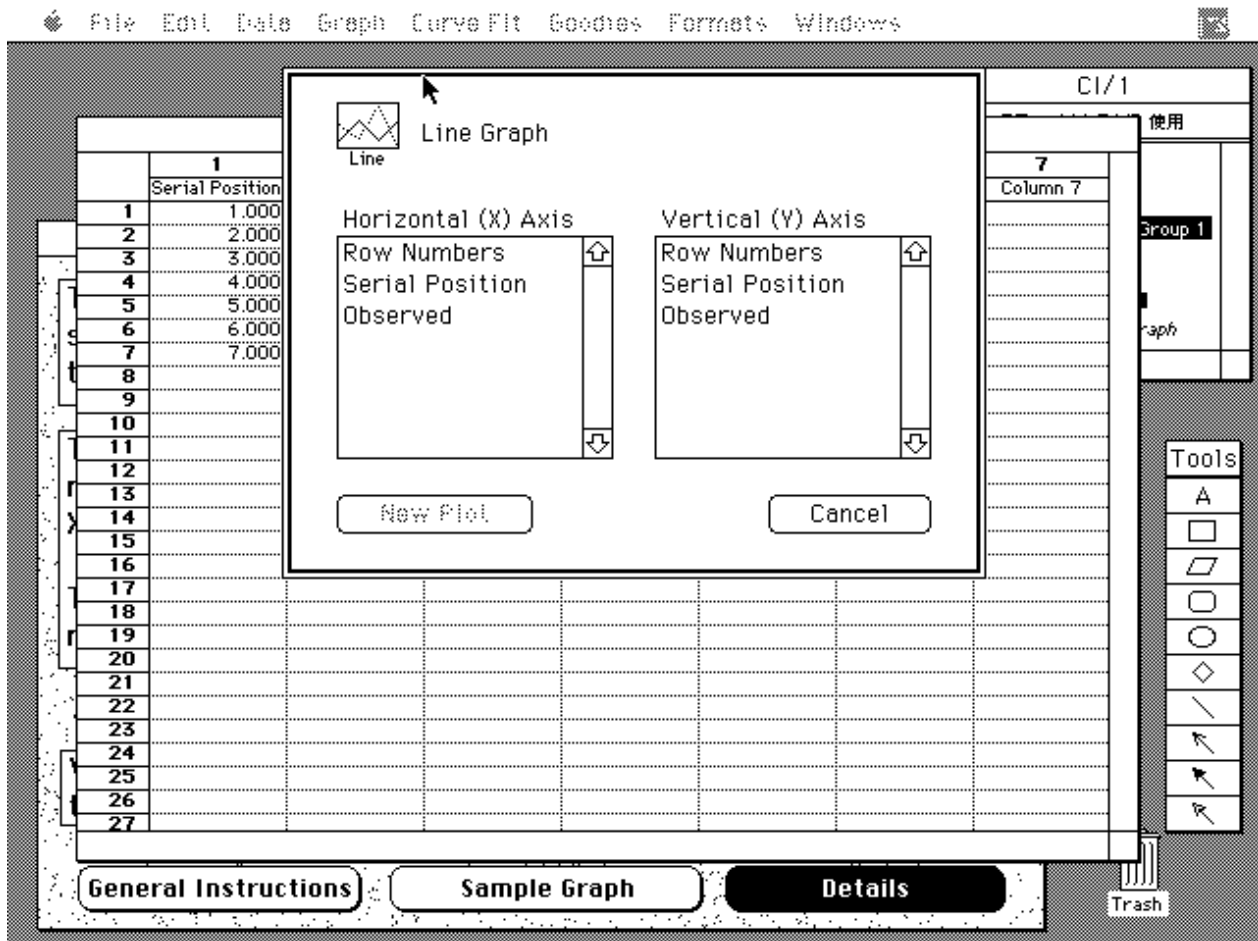 File Edit Data Graph Curve Fit Goodies Formats Windows
CI/1
使用
Line Graph
Line
Horizontal (X) Axis
Vertical (Y) Axis
Row Numbers
Serial Position
Observed
Row Numbers
Serial Position
Observed
New Plot
Cancel
1
7
Serial Position
Column 7
1 1.000
2 2.000
3 3.000
4 4.000
5 5.000
6 6.000
7 7.000
8
9
10
11
12
13
14
15
16
17
18
19
20
21
22
23
24
25
26
27
Group 1
raph
Tools
A
General Instructions
Sample Graph
Details
Trash